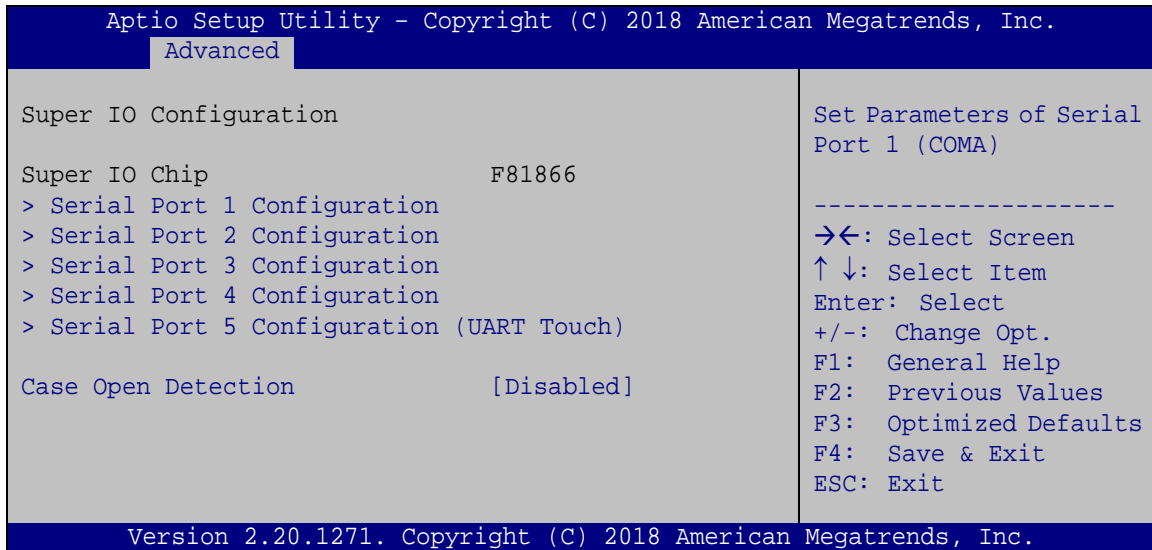 Aptio Setup Utility – Copyright (C) 2018 American Megatrends, Inc.
Advanced
Super IO Configuration
Super IO Chip F81866
> Serial Port 1 Configuration
> Serial Port 2 Configuration
> Serial Port 3 Configuration
> Serial Port 4 Configuration
> Serial Port 5 Configuration (UART Touch)
Case Open Detection [Disabled]
Set Parameters of Serial
Port 1 (COMA)
---------------------
→←: Select Screen
↑ ↓: Select Item
Enter: Select
+/-: Change Opt.
F1: General Help
F2: Previous Values
F3: Optimized Defaults
F4: Save & Exit
ESC: Exit
Version 2.20.1271. Copyright (C) 2018 American Megatrends, Inc.